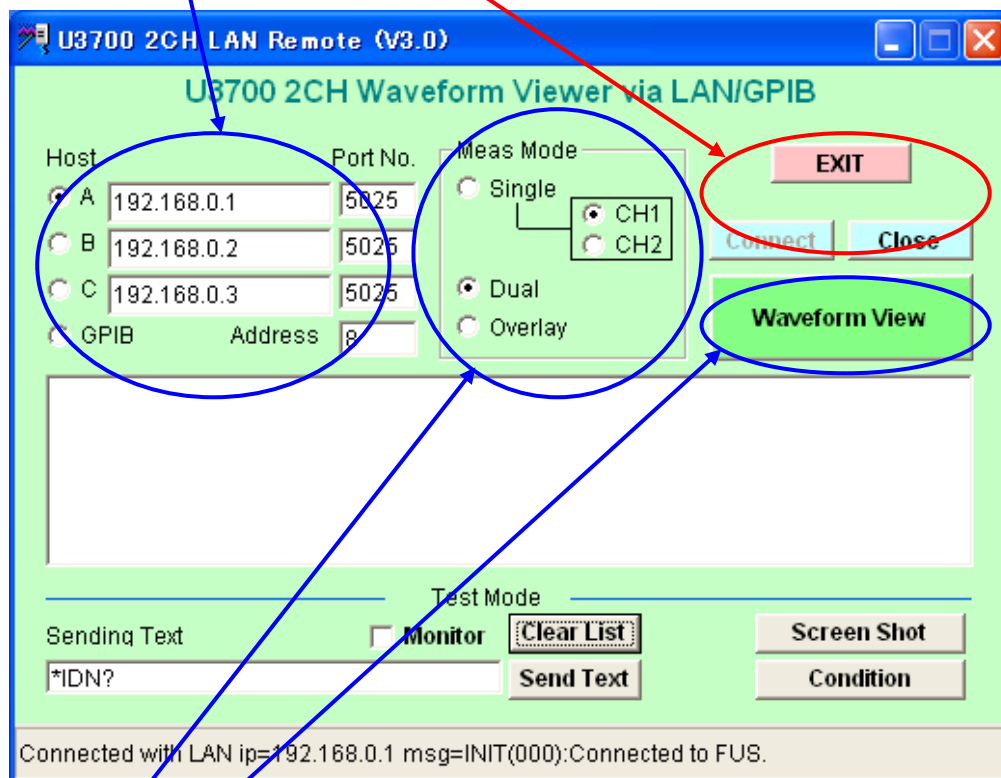 U3700 2CH LAN Remote (V3.0)
U3700 2CH Waveform Viewer via LAN/GPIB
Host Port No.
A 192.168.0.1 5025
B 192.168.0.2 5025
C 192.168.0.3 5025
GPIB Address 8
Meas Mode
Single
CH1
CH2
Dual
Overlay
EXIT
Connect Close
Waveform View
Test Mode
Sending Text Monitor Clear List Screen Shot
*IDN? Send Text Condition
Connected with LAN ip=192.168.0.1 msg=INIT(000):Connected to FUS.